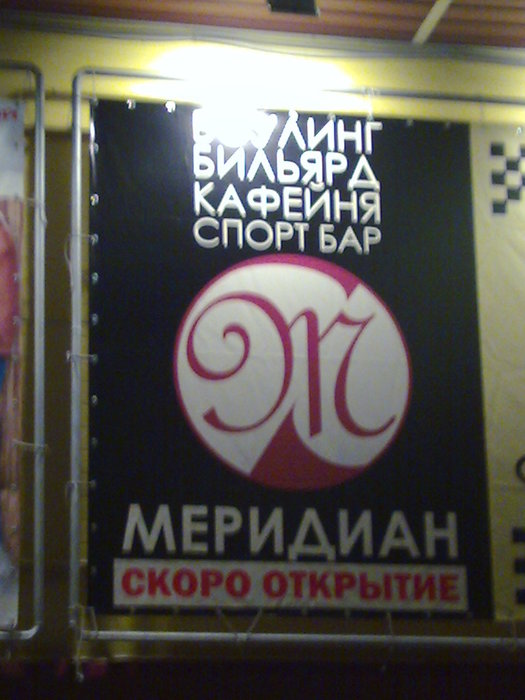 БОУЛИНГ
БИЛЬЯРД
КАФЕЙНЯ
СПОРТ БАР
М
МЕРИДИАН
СКОРО ОТКРЫТИЕ